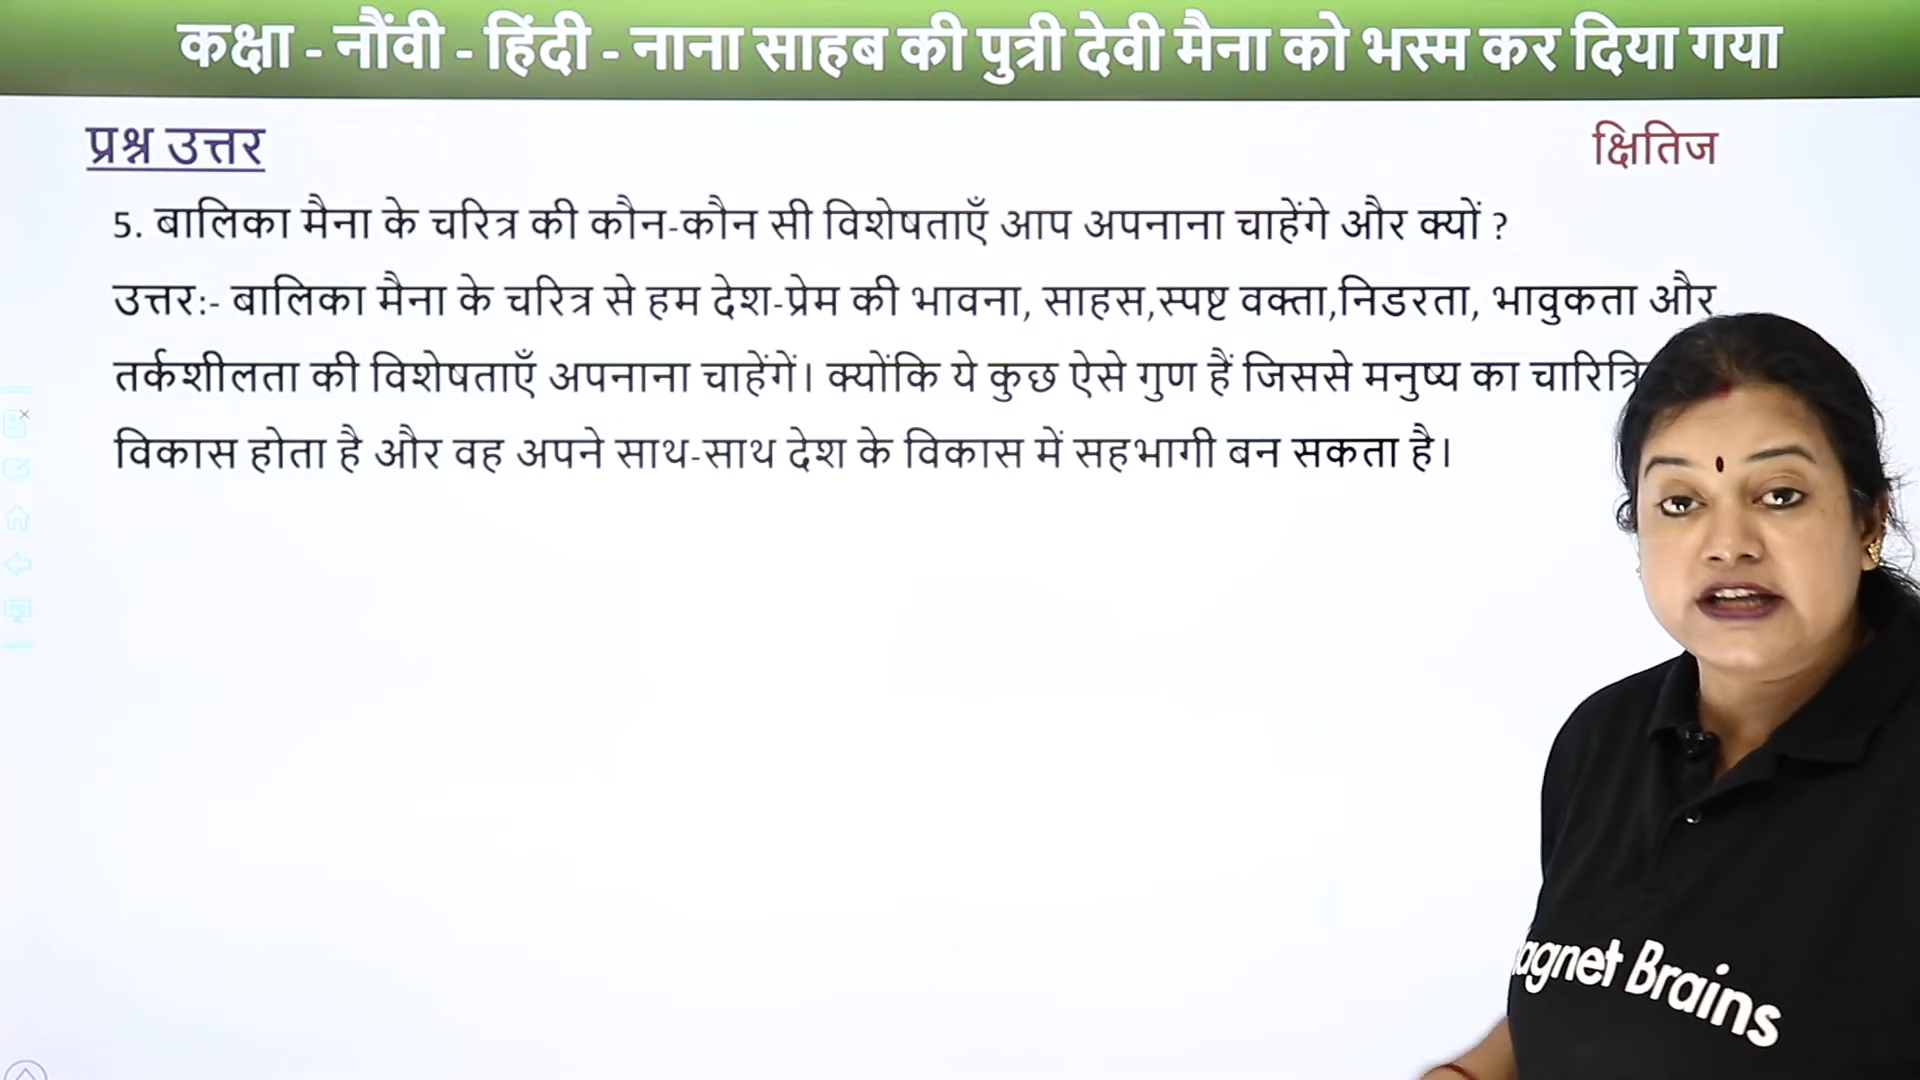 कक्षा - नौंवी - हिंदी - नाना साहब की पुत्री देवी मैना को भस्म कर दिया गया
प्रश्न उत्तर
क्षितिज
5. बालिका मैना के चरित्र की कौन-कौन सी विशेषताएँ आप अपनाना चाहेंगे और क्यों ?
उत्तर:- बालिका मैना के चरित्र से हम देश-प्रेम की भावना, साहस,स्पष्ट वक्ता,निडरता, भावुकता और
तर्कशीलता की विशेषताएँ अपनाना चाहेंगें। क्योंकि ये कुछ ऐसे गुण हैं जिससे मनुष्य का
विकास होता है और वह अपने साथ-साथ देश के विकास में सहभागी बन सकता है।
Brains